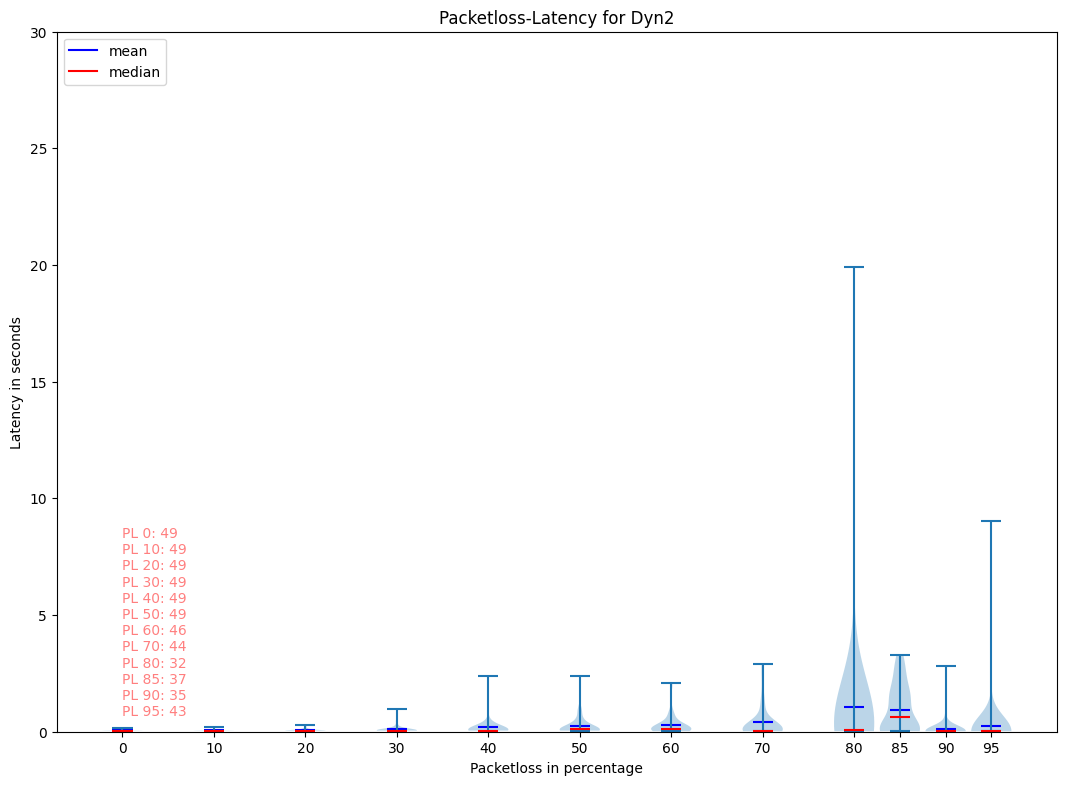 Packetloss-Latency for Dyn2
mean
median
30
25
20
15
10
5
0
Latency in seconds
PL 0: 49
PL 10: 49
PL 20: 49
PL 30: 49
PL 40: 49
PL 50: 49
PL 60: 46
PL 70: 44
PL 80: 32
PL 85: 37
PL 90: 35
PL 95: 43
0 10 20 30 40 50 60 70 80 85 90 95
Packetloss in percentage